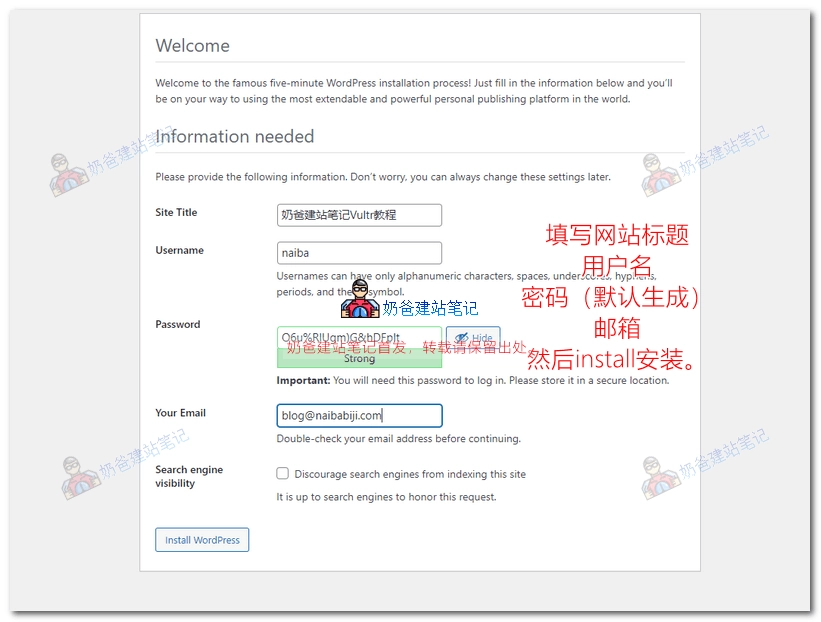 Welcome
Welcome to the famous five-minute WordPress installation process! Just fill in the information below and you'll
be on your way to using the most extendable and powerful personal publishing platform in the world.
奶爸建站笔记
Information needed
奶爸建站笔记
Please provide the following information. Don't worry, you can always change these settings later.
Site Title
奶爸建站笔记Vultr教程
填写网站标题
Username
naiba
用户名
Usernames can have only alphanumeric characters, spaces, underscores, hyphens,
periods, and the symbol.
密码（默认生成）
奶爸建站笔记
Password
Hide
邮箱
奶爸建站笔记首发，转载请保留出处。
Strong
然后install安装。
Important: You will need this password to log in. Please store it in a secure location.
Your Email
blog@naibabiji.com
Double-check your email address before continuing.
奶爸建站笔记
奶爸建站笔记
Search engine
visibility
Discourage search engines from indexing this site
It is up to search engines to honor this request.
Install WordPress